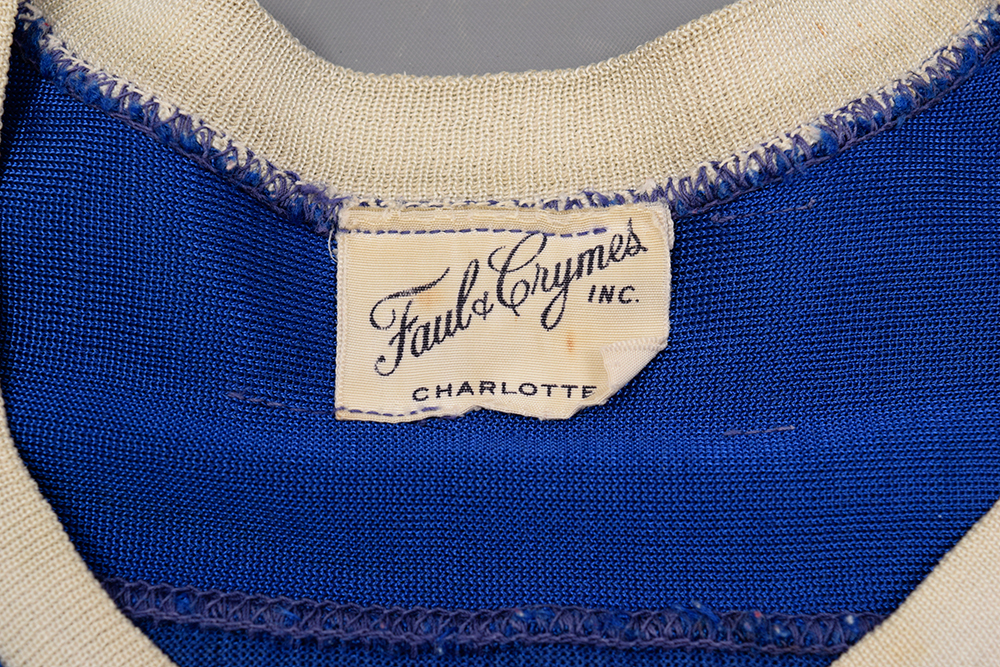 Faul & Crymes
INC.
CHARLOTTE